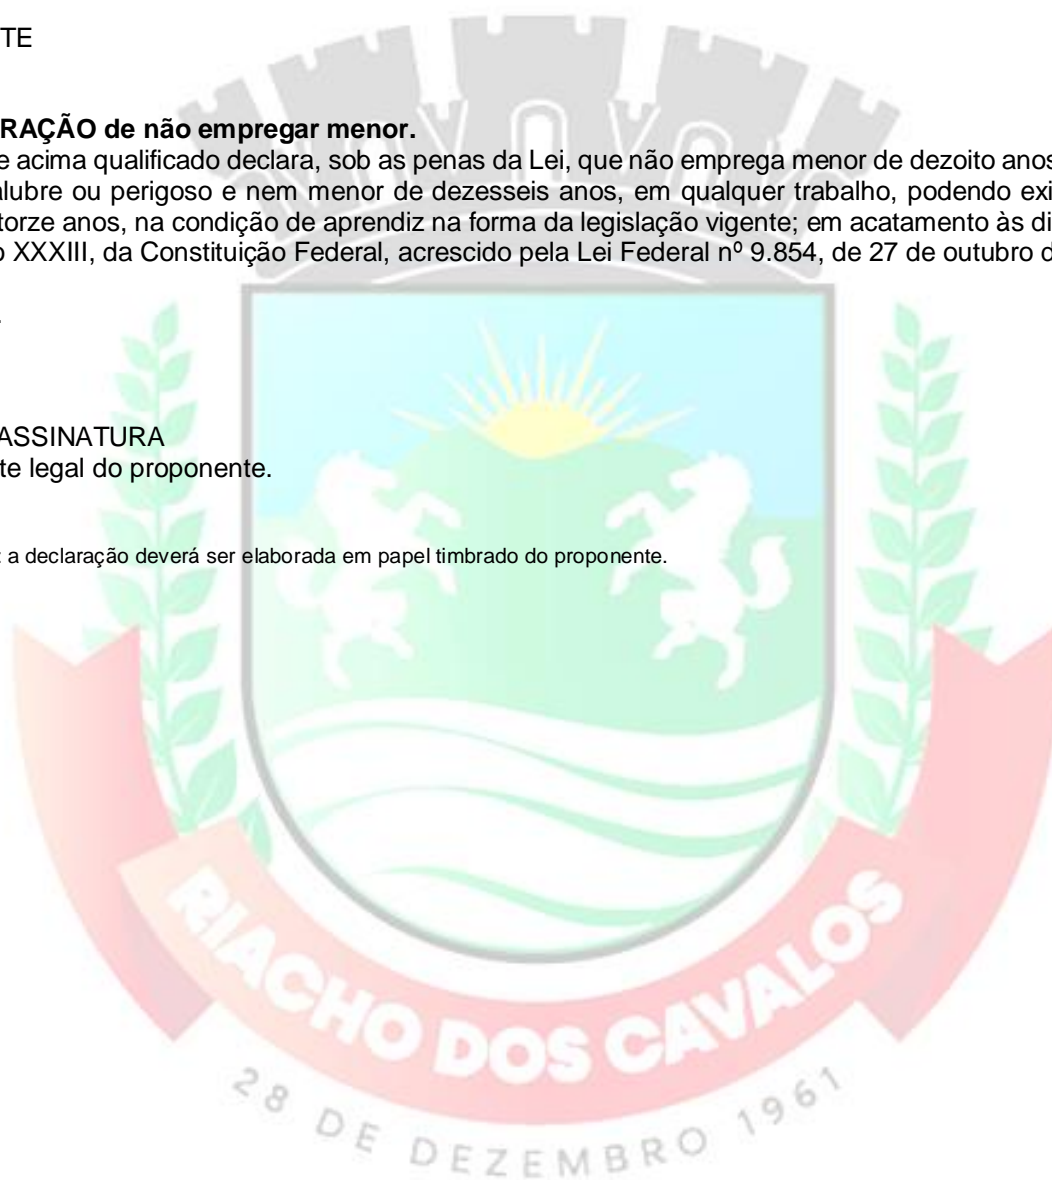 TE
RAÇÃO de não empregar menor.
e acima qualificado declara, sob as penas da Lei, que não emprega menor de dezoito anos
alubre ou perigoso e nem menor de dezesseis anos, em qualquer trabalho, podendo exi
torze anos, na condição de aprendiz na forma da legislação vigente; em acatamento às di
o XXXIII, da Constituição Federal, acrescido pela Lei Federal nº 9.854, de 27 de outubro d
.
ASSINATURA
te legal do proponente.
: a declaração deverá ser elaborada em papel timbrado do proponente.
RIACHO DOS CAVALOS
28 DE DEZEMBRO 1961